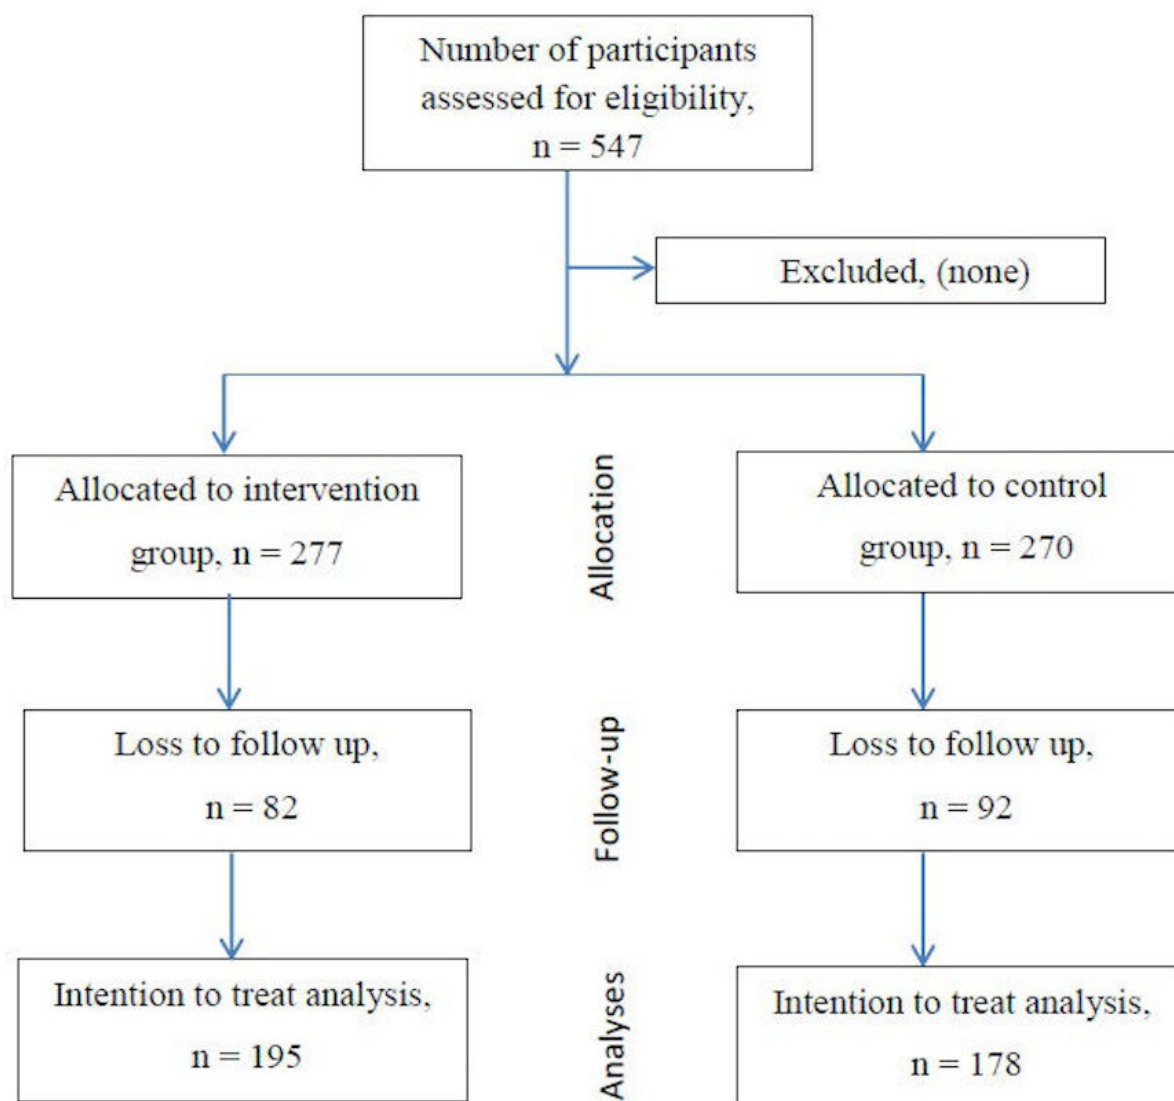 Number of participants
assessed for eligibility,
n = 547
Excluded, (none)
Allocated to intervention
group, n = 277
Allocation
Allocated to control
group, n = 270
Loss to follow up,
n = 82
Follow-up
Loss to follow up,
n = 92
Intention to treat analysis,
n = 195
Analyses
Intention to treat analysis,
n = 178